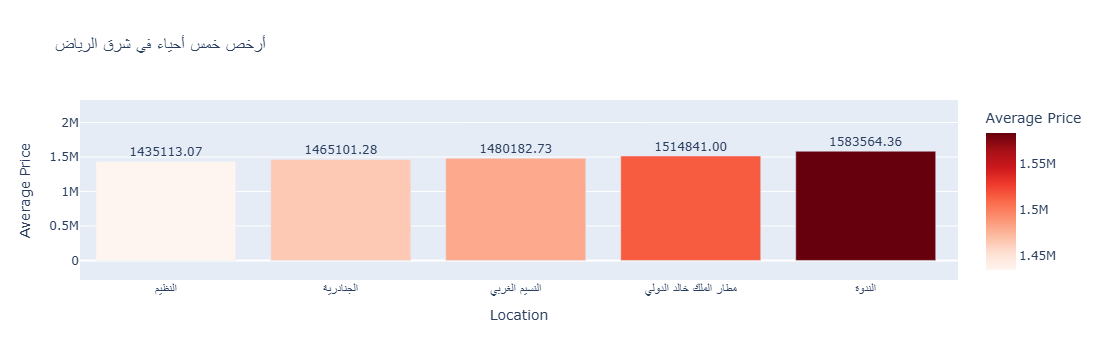 أرخص خمس أحياء في شرق الرياض
Average Price
2M
1.5M
1M
0.5M
0
1435113.07
1465101.28
1480182.73
1514841.00
1583564.36
النظيم
الجنادرية
النسيم الغربي
مطار الملك خالد الدولي
الندوة
Location
Average Price
1.55M
1.5M
1.45M